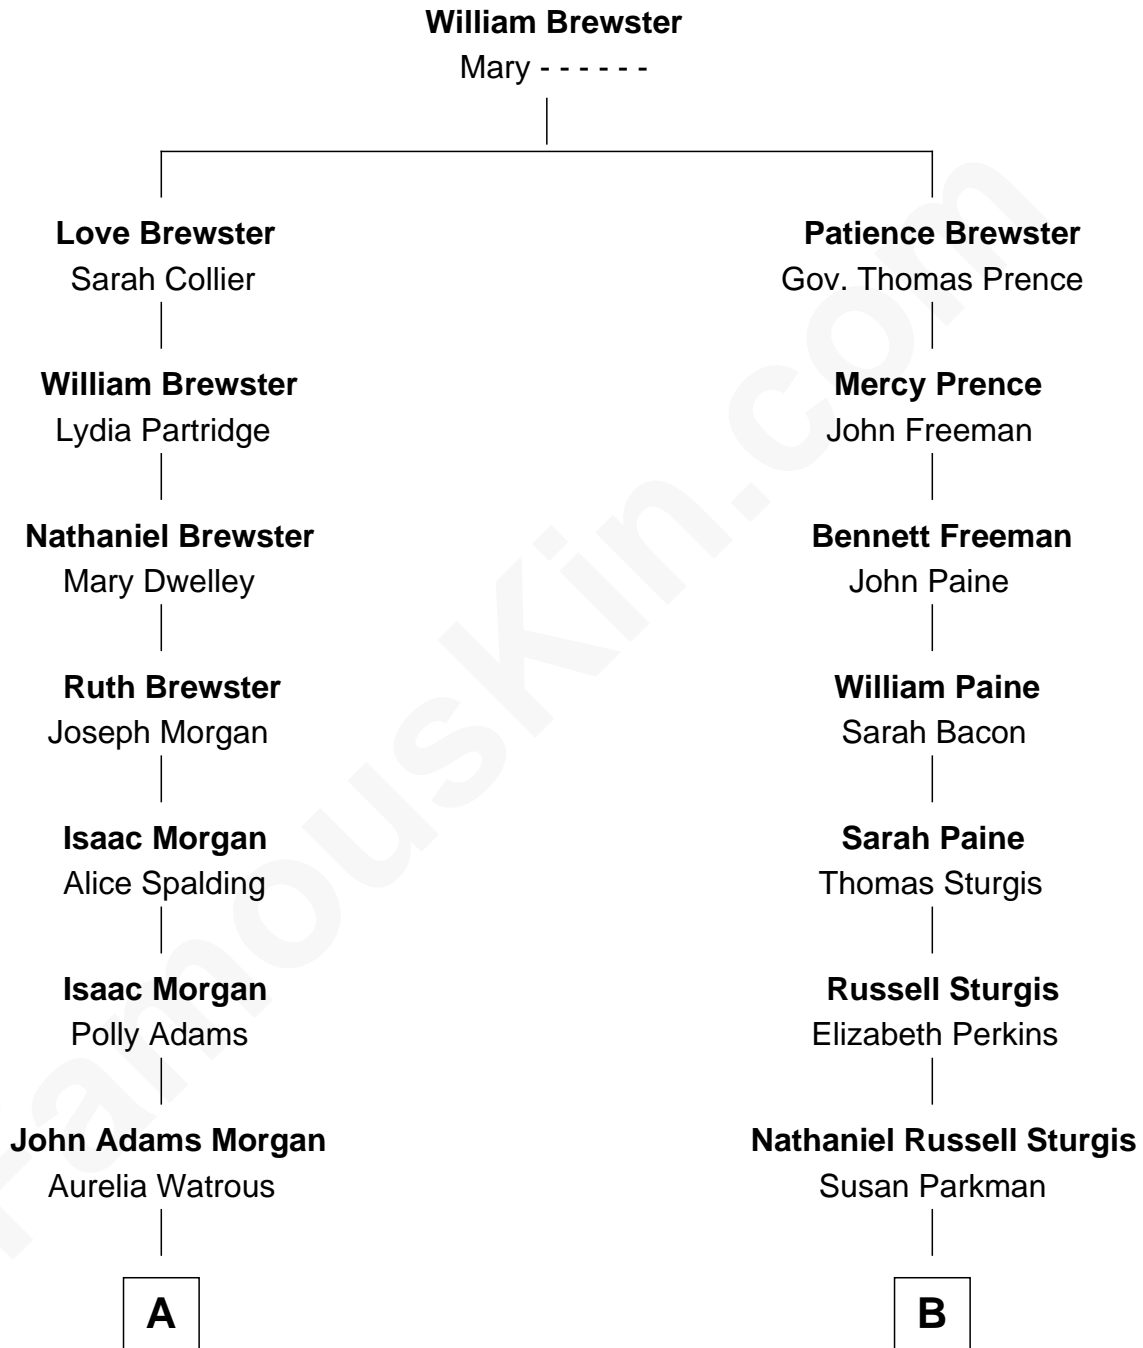 William Brewster
Mary - - - - - -
Love Brewster
Sarah Collier
William Brewster
Lydia Partridge
Nathaniel Brewster
Mary Dwelley
Ruth Brewster
Joseph Morgan
Isaac Morgan
Alice Spalding
Isaac Morgan
Polly Adams
John Adams Morgan
Aurelia Watrous
A
Patience Brewster
Gov. Thomas Prence
Mercy Prence
John Freeman
Bennett Freeman
John Paine
William Paine
Sarah Bacon
Sarah Paine
Thomas Sturgis
Russell Sturgis
Elizabeth Perkins
Nathaniel Russell Sturgis
Susan Parkman
B
FamousKin.com